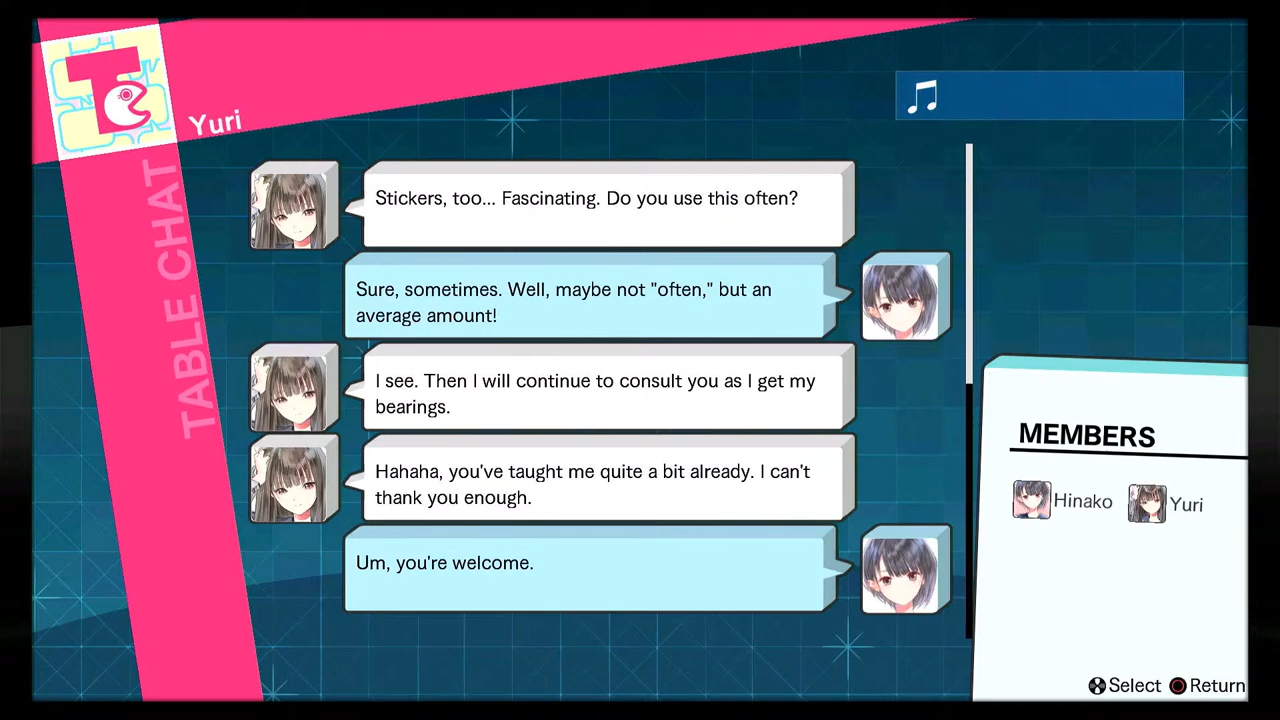 Yuri
TABLE CHAT
Stickers, too... Fascinating. Do you use this often?
Sure, sometimes. Well, maybe not "often," but an
average amount!
I see. Then I will continue to consult you as I get my
bearings.
Hahaha, you've taught me quite a bit already. I can't
thank you enough.
Um, you're welcome.
MEMBERS
Hinako Yuri
Select Return